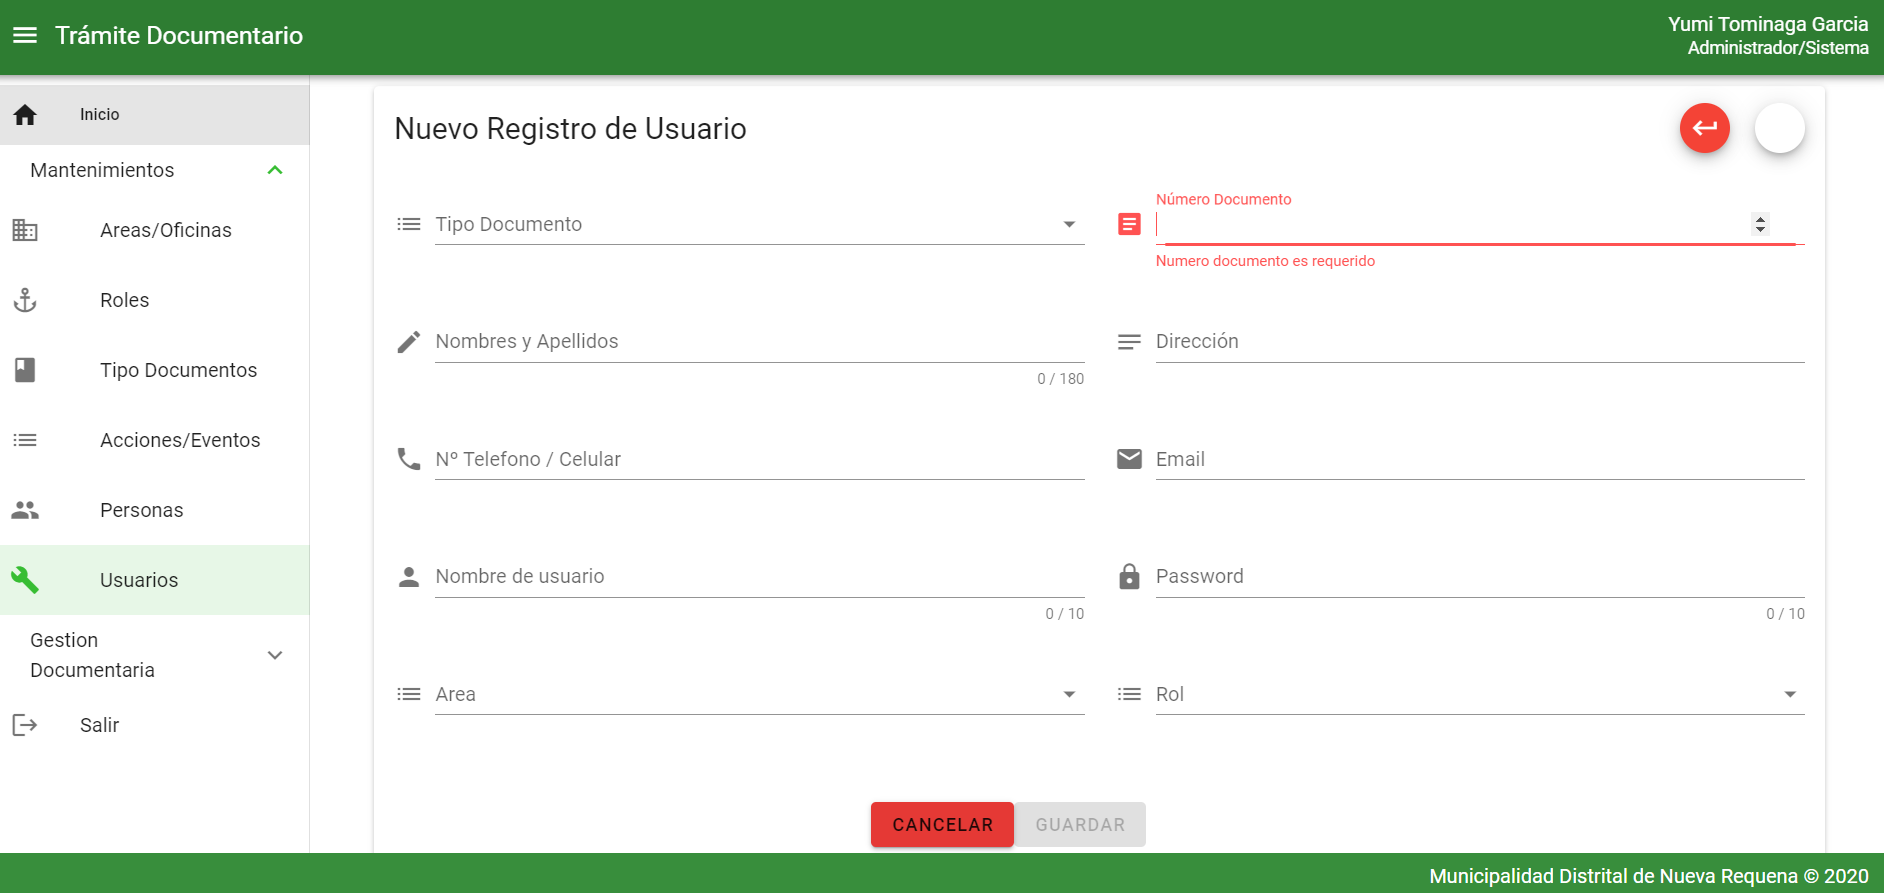 Trámite Documentario
Yumi Tominaga Garcia
Administrador/Sistema
Inicio
Mantenimientos
Areas/Oficinas
Roles
Tipo Documentos
Acciones/Eventos
Personas
Usuarios
Gestion
Documentaria
Salir
Nuevo Registro de Usuario
Tipo Documento
Número Documento
Numero documento es requerido
Nombres y Apellidos
0 / 180
Dirección
Nº Telefono / Celular
Email
Nombre de usuario
0 / 10
Password
0 / 10
Area
Rol
CANCELAR
GUARDAR
Municipalidad Distrital de Nueva Requena © 2020